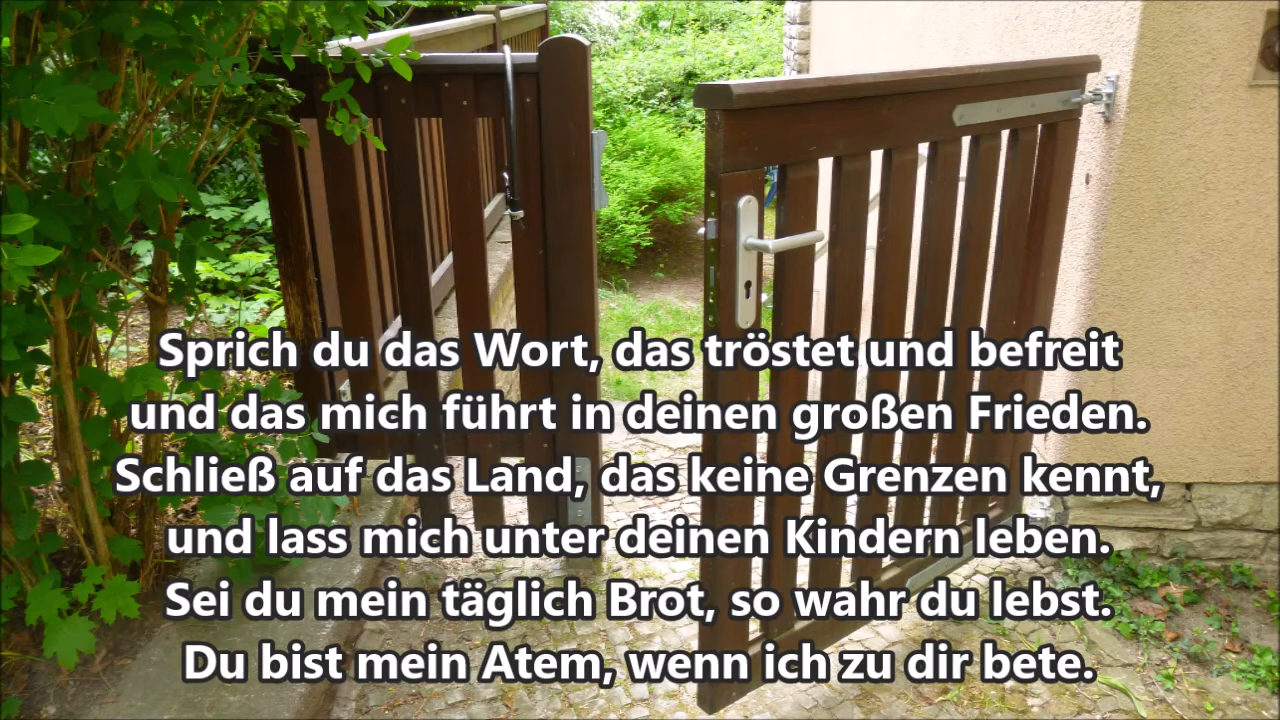 Sprich du das Wort, das tröstet und befreit
und das mich führt in deinen großen Frieden.
Schließ auf das Land, das keine Grenzen kennt,
und lass mich unter deinen Kindern leben.
Sei du mein täglich Brot, so wahr du lebst.
Du bist mein Atem, wenn ich zu dir bete.